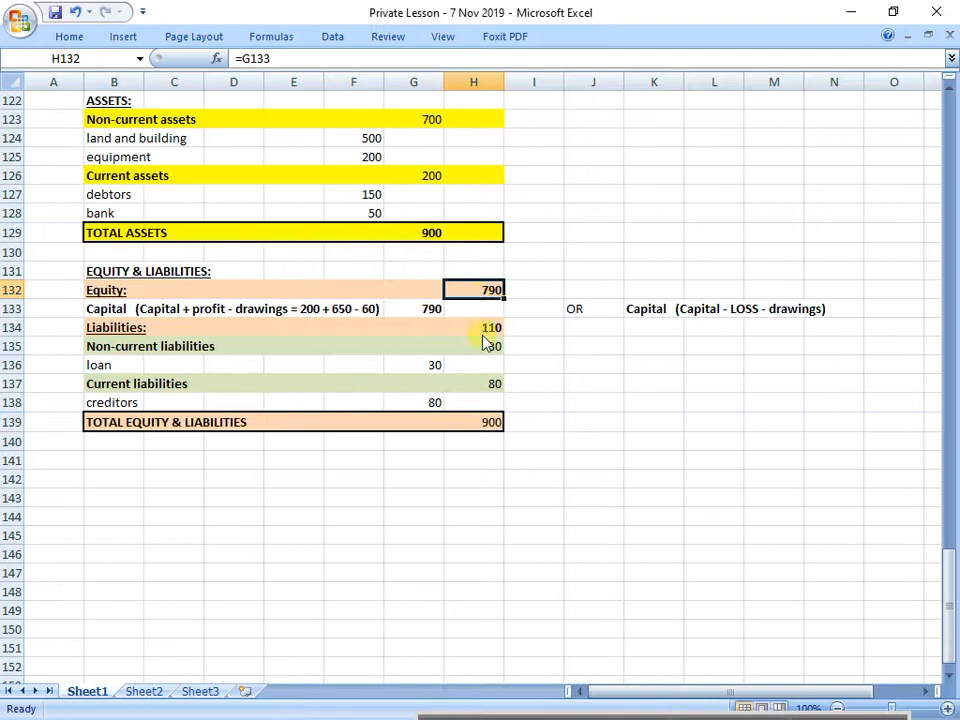 Private Lesson - 7 Nov 2019 - Microsoft Excel
Home Insert Page Layout Formulas Data Review View Foxit PDF
H132 fx =G133
A B C D E F G H I J K L M N O
122 ASSETS:
123 Non-current assets 700
124 land and building 500
125 equipment 200
126 Current assets 200
127 debtors 150
128 bank 50
129 TOTAL ASSETS 900
130
131 EQUITY & LIABILITIES:
132 Equity: 790
133 Capital (Capital + profit - drawings = 200 + 650 - 60) 790 OR Capital (Capital - LOSS - drawings)
134 Liabilities: 110
135 Non-current liabilities 30
136 loan 30
137 Current liabilities 80
138 creditors 80
139 TOTAL EQUITY & LIABILITIES 900
140
141
142
143
144
145
146
147
148
149
150
151
152
Sheet1 Sheet2 Sheet3
Ready 100%